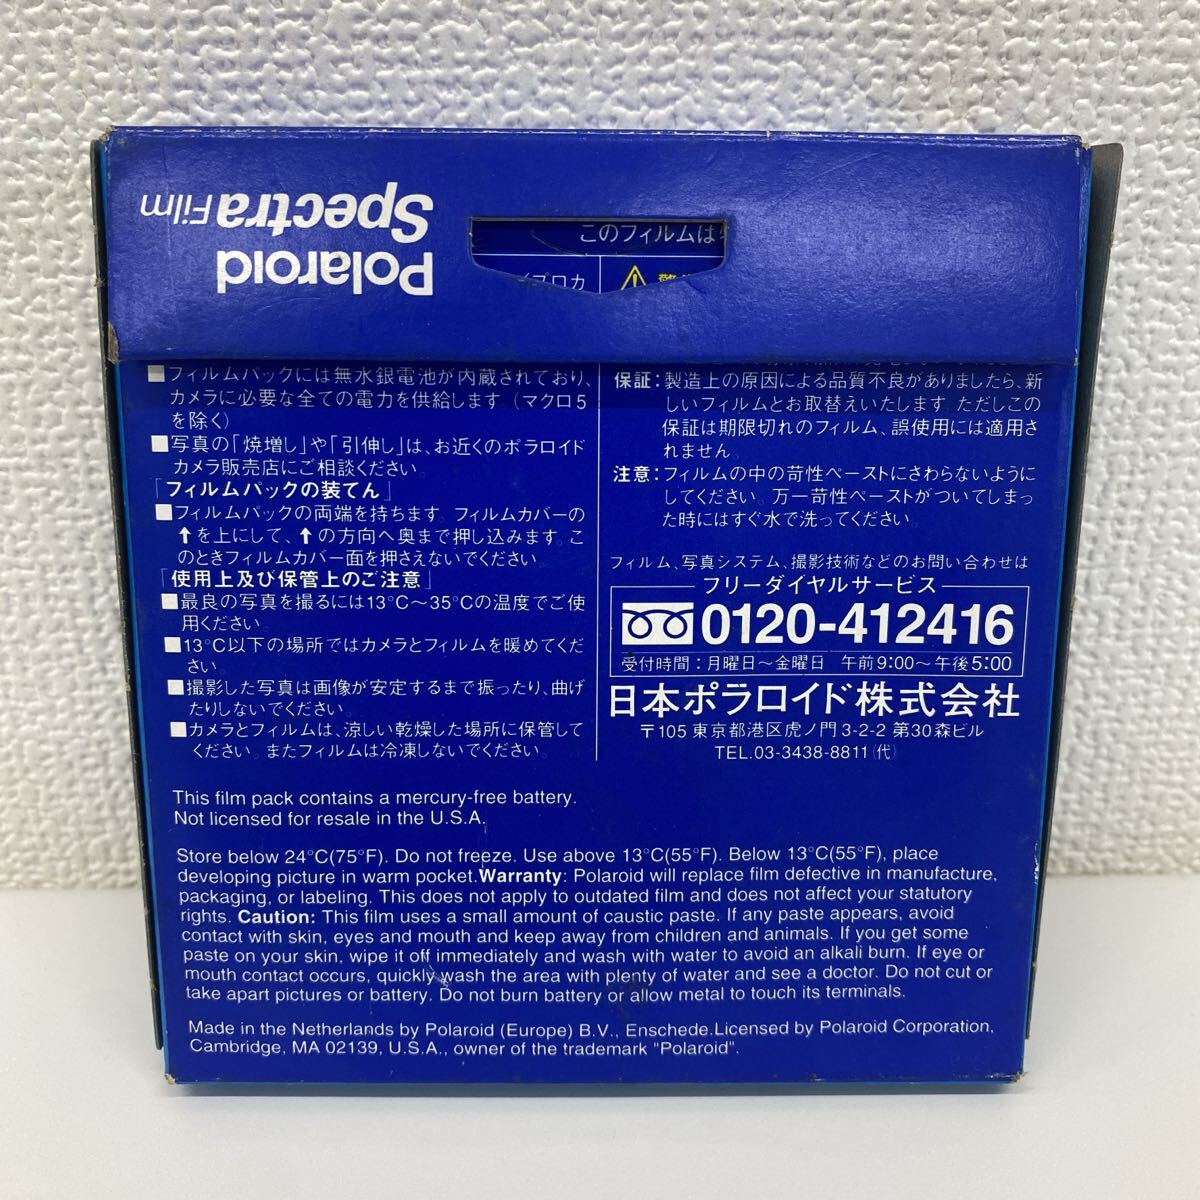 Polaroid
Spectra Film
このフィルムは
イプロカ
■フィルムパックには無水銀電池が内蔵されており、
カメラに必要な全ての電力を供給します（マクロ5
を除く）
■写真の「焼増し」や「引伸し」は、お近くのポラロイド
カメラ販売店にご相談ください。
「フィルムパックの装てん」
■フィルムパックの両端を持ちます。フィルムカバーの
↑を上にして、↑の方向へ奥まで押し込みます。こ
のときフィルムカバー面を押さえないでください。
「使用上及び保管上のご注意」
■最良の写真を撮るには13°C～35°Cの温度でご使
用ください。
■13°C以下の場所ではカメラとフィルムを暖めてくだ
さい。
■撮影した写真は画像が安定するまで振ったり、曲げ
たりしないでください。
■カメラとフィルムは、涼しい乾燥した場所に保管して
ください。またフィルムは冷凍しないでください。
保証：製造上の原因による品質不良がありましたら、新
しいフィルムとお取替えいたします。ただしこの
保証は期限切れのフィルム、誤使用には適用さ
れません。
注意：フィルムの中の苛性ペーストにさわらないように
してください。万一苛性ペーストがついてしまっ
た時にはすぐ水で洗ってください。
フィルム、写真システム、撮影技術などのお問い合わせは
フリーダイヤルサービス
0120-412416
受付時間：月曜日～金曜日 午前9:00～午後5:00
日本ポラロイド株式会社
〒105 東京都港区虎ノ門3-2-2 第30森ビル
TEL.03-3438-8811（代）
This film pack contains a mercury-free battery.
Not licensed for resale in the U.S.A.
Store below 24°C(75°F). Do not freeze. Use above 13°C(55°F). Below 13°C(55°F), place
developing picture in warm pocket.Warranty: Polaroid will replace film defective in manufacture,
packaging, or labeling. This does not apply to outdated film and does not affect your statutory
rights. Caution: This film uses a small amount of caustic paste. If any paste appears, avoid
contact with skin, eyes and mouth and keep away from children and animals. If you get some
paste on your skin, wipe it off immediately and wash with water to avoid an alkali burn. If eye or
mouth contact occurs, quickly wash the area with plenty of water and see a doctor. Do not cut or
take apart pictures or battery. Do not burn battery or allow metal to touch its terminals.
Made in the Netherlands by Polaroid (Europe) B.V., Enschede.Licensed by Polaroid Corporation,
Cambridge, MA 02139, U.S.A., owner of the trademark "Polaroid".